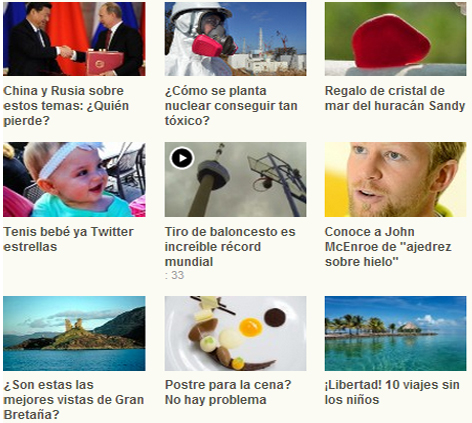 China y Rusia sobre
estos temas: ¿Quién
pierde?
¿Cómo se planta
nuclear conseguir tan
tóxico?
Regalo de cristal de
mar del huracán Sandy
Tenis bebé ya Twitter
estrellas
Tiro de baloncesto es
increible récord
mundial
: 33
Conoce a John
McEnroe de "ajedrez
sobre hielo"
¿Son estas las
mejores vistas de Gran
Bretaña?
Postre para la cena?
No hay problema
¡Libertad! 10 viajes sin
los niños